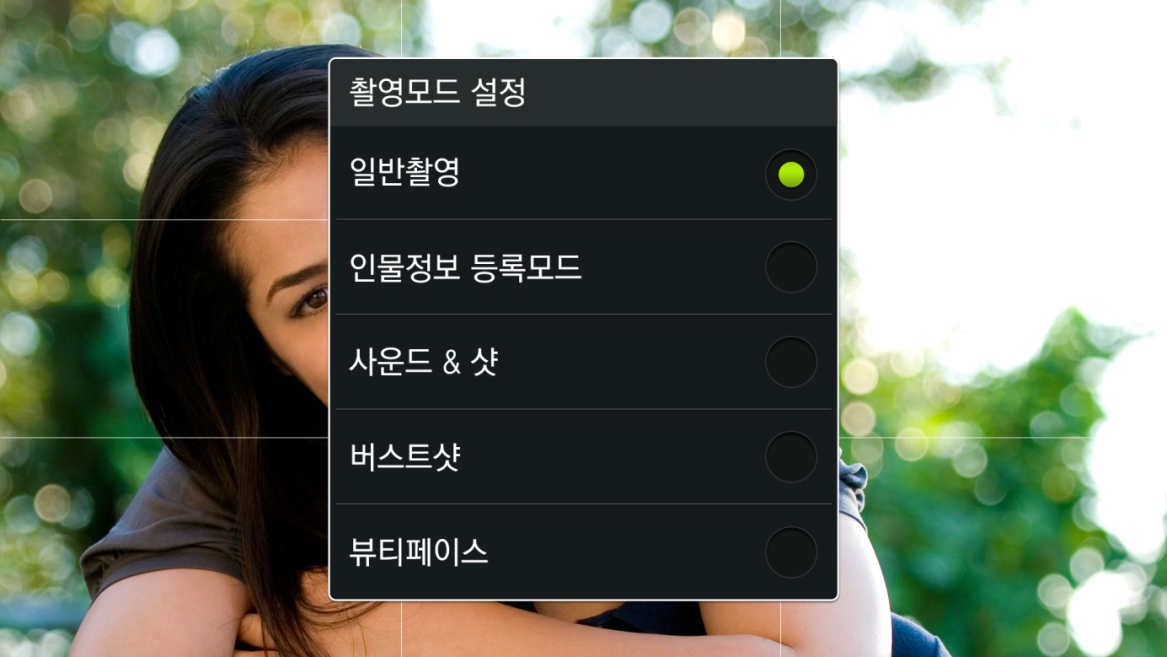 촬영모드 설정
일반촬영
인물정보 등록모드
사운드 & 샷
버스트샷
뷰티페이스